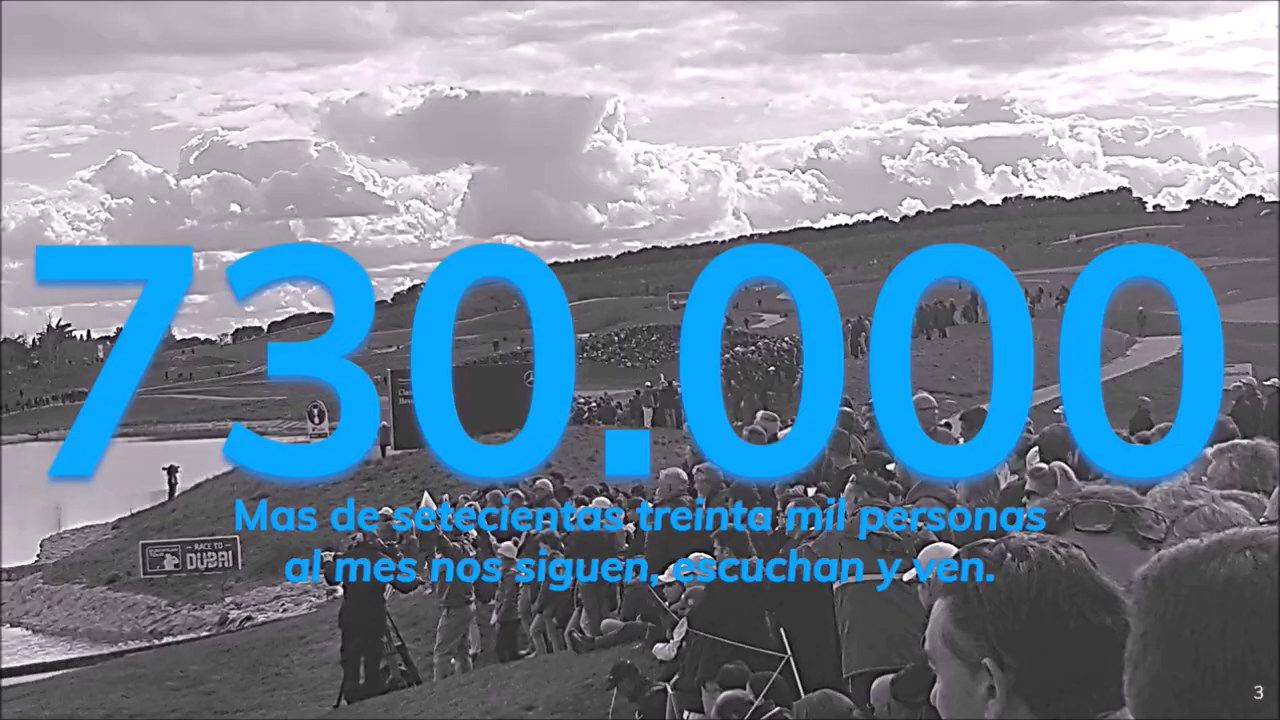 730.000
Mas de setecientas treinta mil personas
al mes nos siguen, escuchan y ven.
RACE TO
DUBAI
3